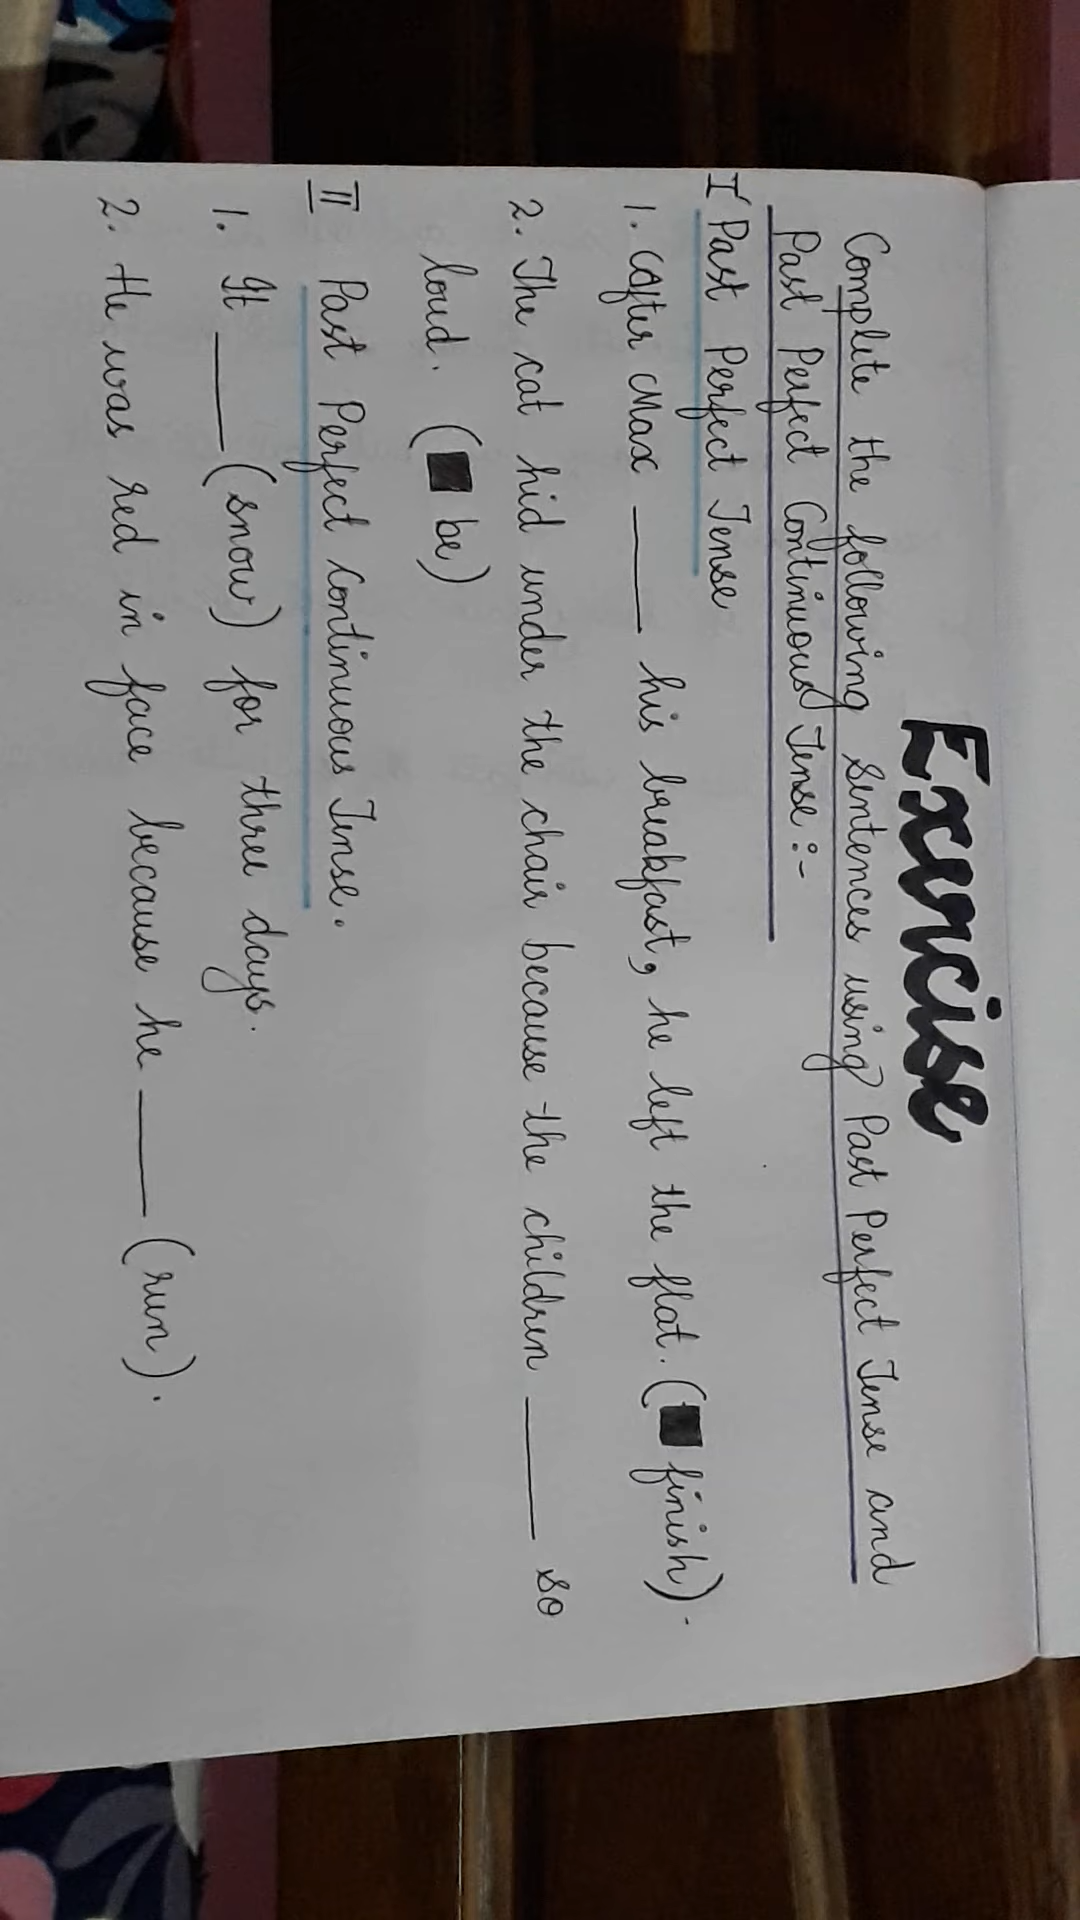 Exercise
Complete the following Sentences using Past Perfect Tense and
Past Perfect Continuous Tense :-
I Past Perfect Tense
1. After Max ____ his breakfast, he left the flat. ( finish).
2. The cat hid under the chair because the children ____ so
loud. ( be)
II Past Perfect Continuous Tense.
1. It ____ (snow) for three days.
2. He was red in face because he ____ (run).